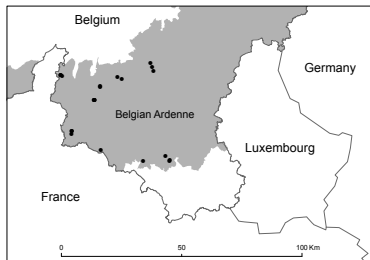 Belgium
Germany
Belgian Ardenne
Luxembourg
France
0 50 100 Km